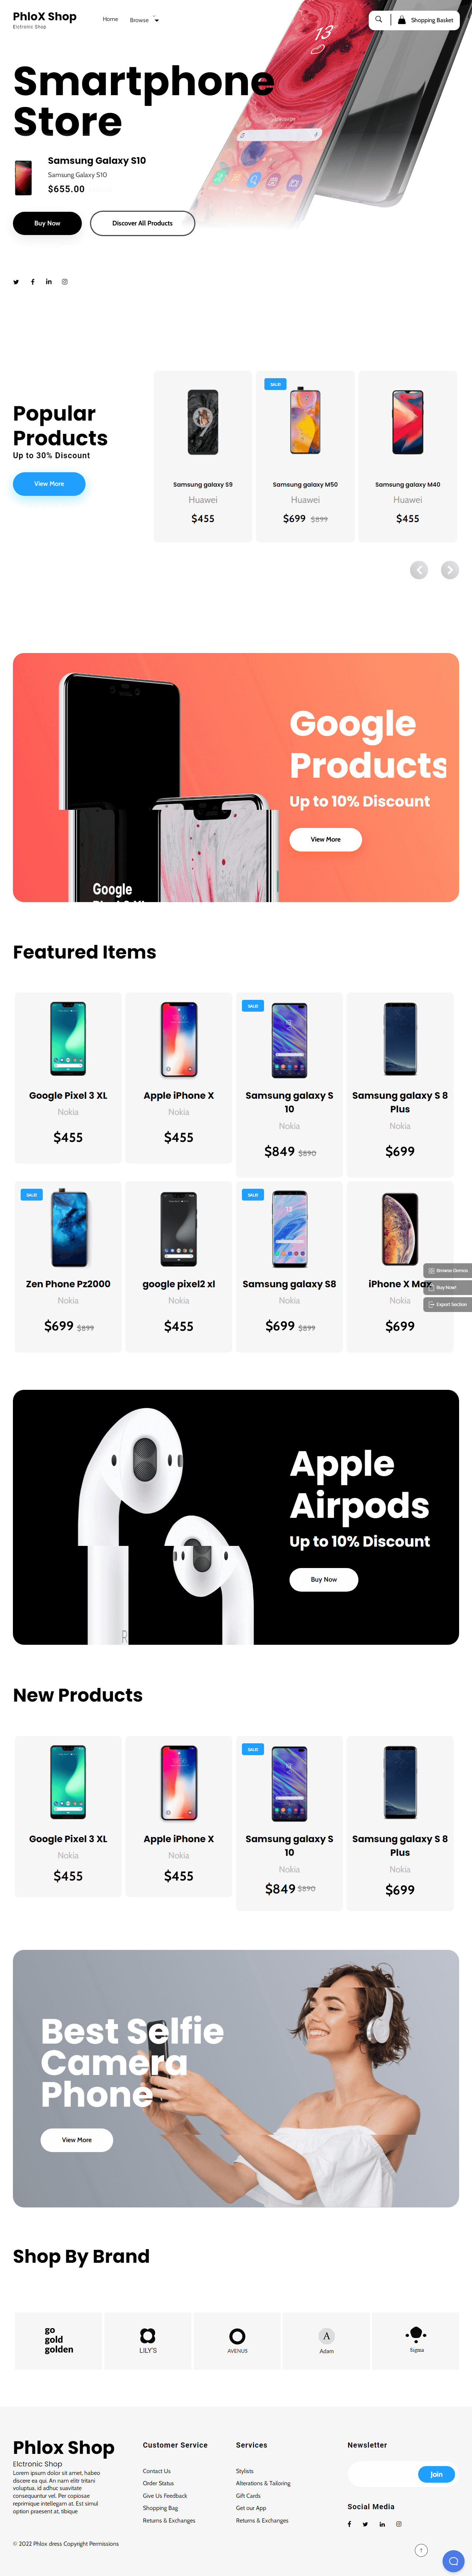 PhloX Shop
Elctronic Shop
Home
Browse
Shopping Basket
Smartphone
Store
Samsung Galaxy S10
Samsung Galaxy S10
$655.00
Buy Now
Discover All Products
13
Popular
Products
Up to 30% Discount
View More
Samsung galaxy S9
Huawei
$455
SALE!
Samsung galaxy M50
Huawei
$699 $899
Samsung galaxy M40
Huawei
$455
Google
Products
Up to 10% Discount
View More
Google
Featured Items
Google Pixel 3 XL
Nokia
$455
Apple iPhone X
Nokia
$455
SALE!
Samsung galaxy S
10
Nokia
$849 $890
Samsung galaxy S 8
Plus
Nokia
$699
SALE!
Zen Phone Pz2000
Nokia
$699 $899
google pixel2 xl
Nokia
$455
SALE!
Samsung galaxy S8
Nokia
$699 $899
iPhone X Max
Nokia
$699
Browse Demos
Buy Now!
Export Section
Apple
Airpods
Up to 10% Discount
Buy Now
New Products
Google Pixel 3 XL
Nokia
$455
Apple iPhone X
Nokia
$455
SALE!
Samsung galaxy S
10
Nokia
$849 $890
Samsung galaxy S 8
Plus
Nokia
$699
Best Selfie
Camera
Phone
View More
Shop By Brand
go
gold
golden
LILY'S
AVENUS
A
Adam
Sigma
Phlox Shop
Elctronic Shop
Lorem ipsum dolor sit amet, habeo
discere ea qui. An nam elitr tritani
voluptua, id adhuc suavitate
consequuntur vel. Per copiosae
reprimique intellegam at. Est simul
option praesent at, tibique
© 2022 Phlox dress Copyright Permissions
Customer Service
Contact Us
Order Status
Give Us Feedback
Shopping Bag
Returns & Exchanges
Services
Stylists
Alterations & Tailoring
Gift Cards
Get our App
Returns & Exchanges
Newsletter
Join
Social Media